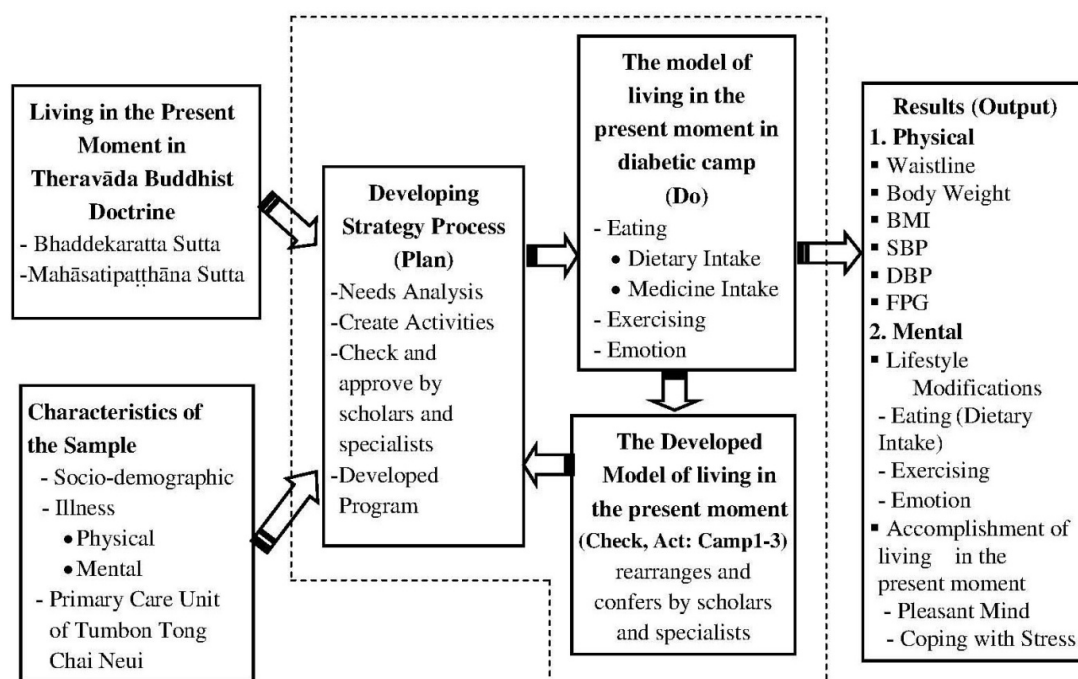 Living in the Present
Moment in
Theravāda Buddhist
Doctrine
- Bhaddekaratta Sutta
-Mahāsatipaṭṭhāna Sutta
Characteristics of
the Sample
- Socio-demographic
- Illness
• Physical
• Mental
- Primary Care Unit
of Tumbon Tong
Chai Neui
Developing
Strategy Process
(Plan)
-Needs Analysis
-Create Activities
-Check and
approve by
scholars and
specialists
-Developed
Program
The model of
living in the
present moment in
diabetic camp
(Do)
- Eating
• Dietary Intake
• Medicine Intake
- Exercising
- Emotion
The Developed
Model of living in
the present moment
(Check, Act: Camp1-3)
rearranges and
confers by scholars
and specialists
Results (Output)
1. Physical
▪ Waistline
▪ Body Weight
▪ BMI
▪ SBP
▪ DBP
▪ FPG
2. Mental
▪ Lifestyle
Modifications
- Eating (Dietary
Intake)
- Exercising
- Emotion
▪ Accomplishment of
living in the
present moment
- Pleasant Mind
- Coping with Stress